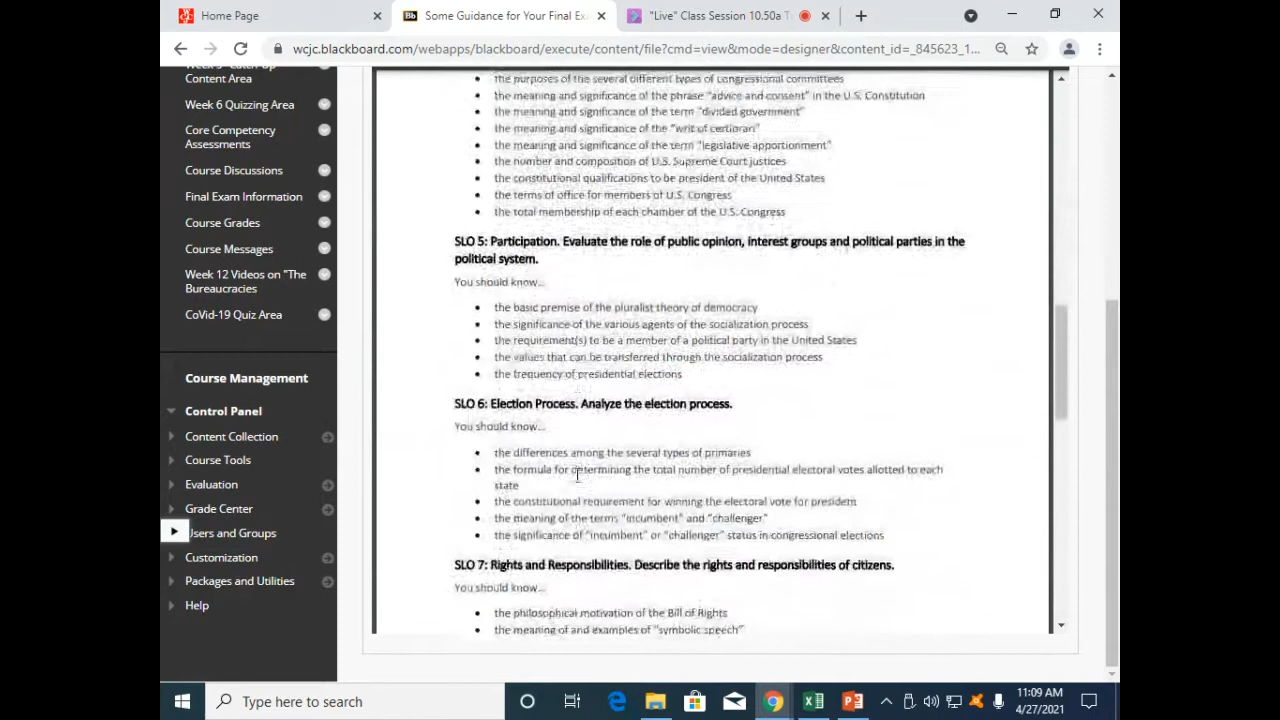 Home Page
Some Guidance for Your Final Ex
"Live" Class Session 10.50a T
wcjc.blackboard.com/webapps/blackboard/execute/content/file?cmd=view&mode=designer&content_id=_845623_1...
Content Area
Week 6 Quizzing Area
Core Competency
Assessments
Course Discussions
Final Exam Information
Course Grades
Course Messages
Week 12 Videos on "The
Bureaucracies
CoVid-19 Quiz Area
Course Management
Control Panel
Content Collection
Course Tools
Evaluation
Grade Center
Users and Groups
Customization
Packages and Utilities
Help
the purposes of the several different types of congressional committees
the meaning and significance of the phrase "advice and consent" in the U.S. Constitution
the meaning and significance of the term "divided government"
the meaning and significance of the "writ of certiorari"
the meaning and significance of the term "legislative apportionment"
the number and composition of U.S. Supreme Court justices
the constitutional qualifications to be president of the United States
the terms of office for members of U.S. Congress
the total membership of each chamber of the U.S. Congress
SLO 5: Participation. Evaluate the role of public opinion, interest groups and political parties in the
political system.
You should know...
the basic premise of the pluralist theory of democracy
the significance of the various agents of the socialization process
the requirement(s) to be a member of a political party in the United States
the values that can be transferred through the socialization process
the frequency of presidential elections
SLO 6: Election Process. Analyze the election process.
You should know...
the differences among the several types of primaries
the formula for determining the total number of presidential electoral votes allotted to each
state
the constitutional requirement for winning the electoral vote for president
the meaning of the terms "incumbent" and "challenger"
the significance of "incumbent" or "challenger" status in congressional elections
SLO 7: Rights and Responsibilities. Describe the rights and responsibilities of citizens.
You should know...
the philosophical motivation of the Bill of Rights
the meaning of and examples of "symbolic speech"
Type here to search
11:09 AM
4/27/2021